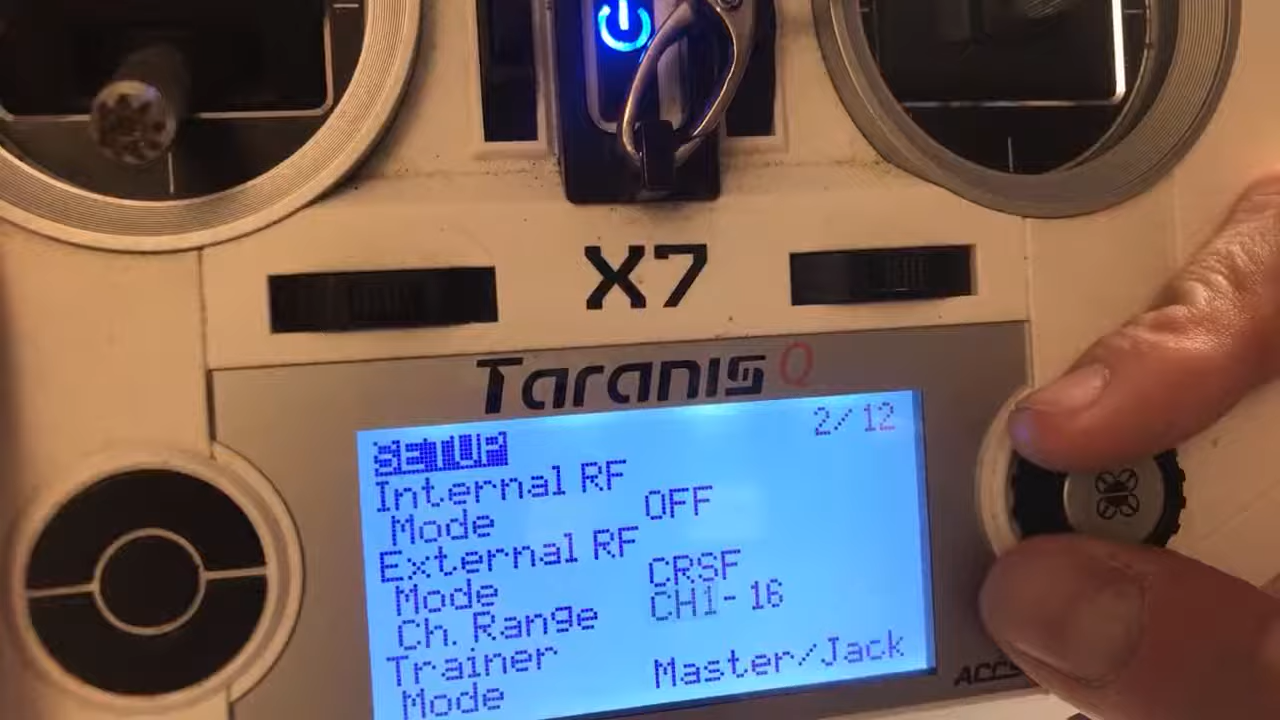 X7
Taranis Q
SETUP 2/12
Internal RF
Mode OFF
External RF
Mode CRSF
Ch. Range CH1-16
Trainer
Mode Master/Jack